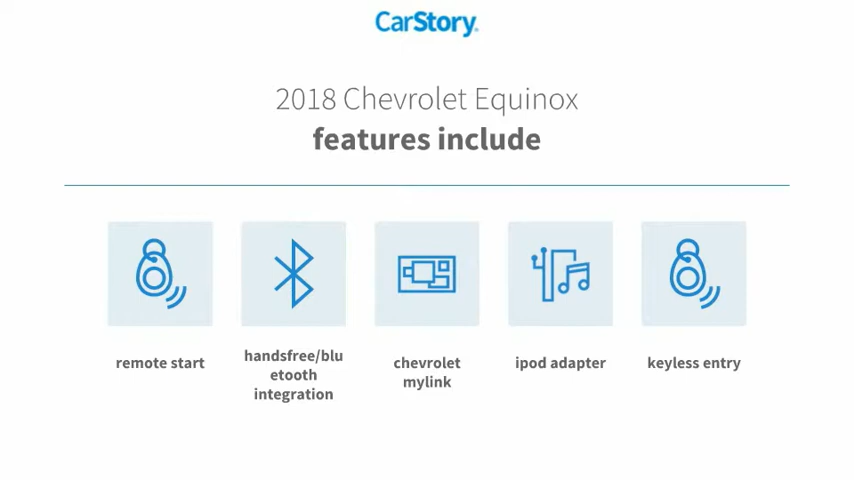 CarStory.
2018 Chevrolet Equinox
features include
remote start
handsfree/blu
etooth
integration
chevrolet
mylink
ipod adapter
keyless entry